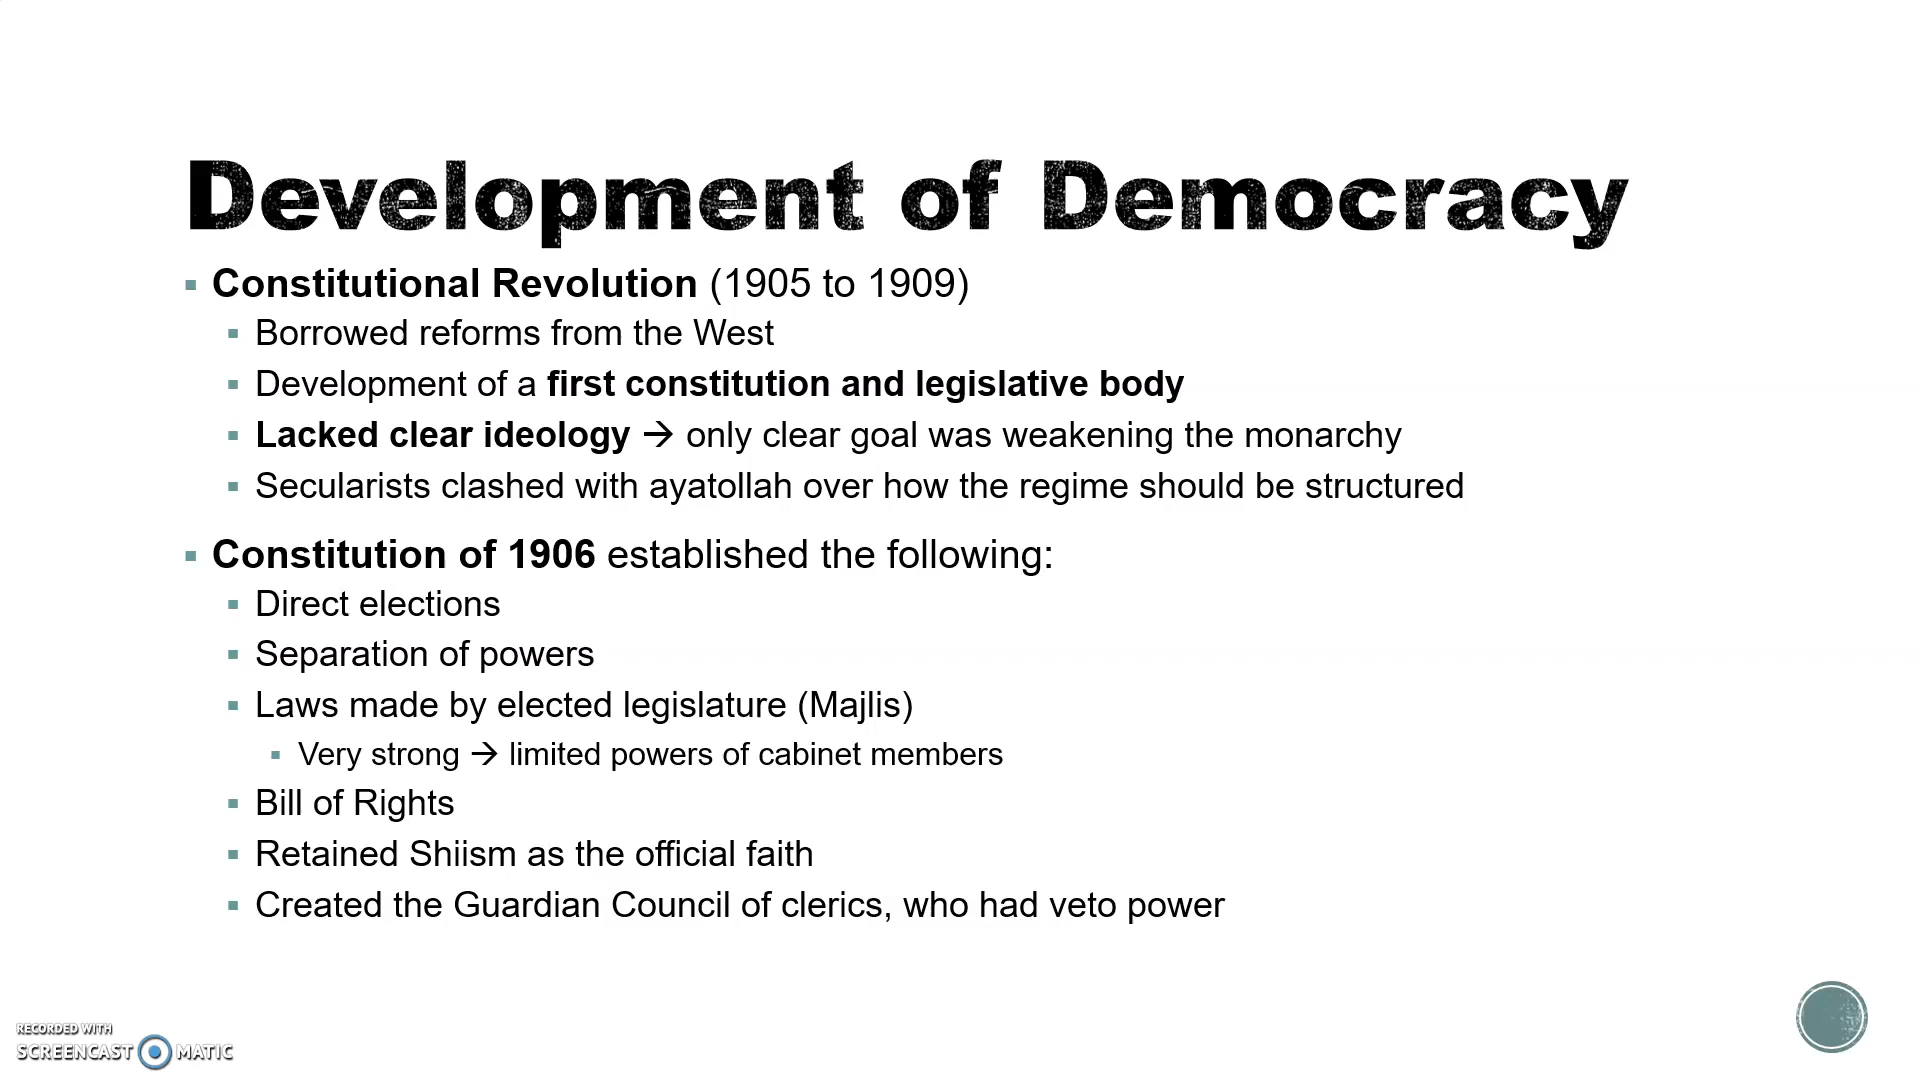 Development of Democracy
▪ Constitutional Revolution (1905 to 1909)
▪ Borrowed reforms from the West
▪ Development of a first constitution and legislative body
▪ Lacked clear ideology → only clear goal was weakening the monarchy
▪ Secularists clashed with ayatollah over how the regime should be structured
▪ Constitution of 1906 established the following:
▪ Direct elections
▪ Separation of powers
▪ Laws made by elected legislature (Majlis)
▪ Very strong → limited powers of cabinet members
▪ Bill of Rights
▪ Retained Shiism as the official faith
▪ Created the Guardian Council of clerics, who had veto power
RECORDED WITH
SCREENCAST MATIC